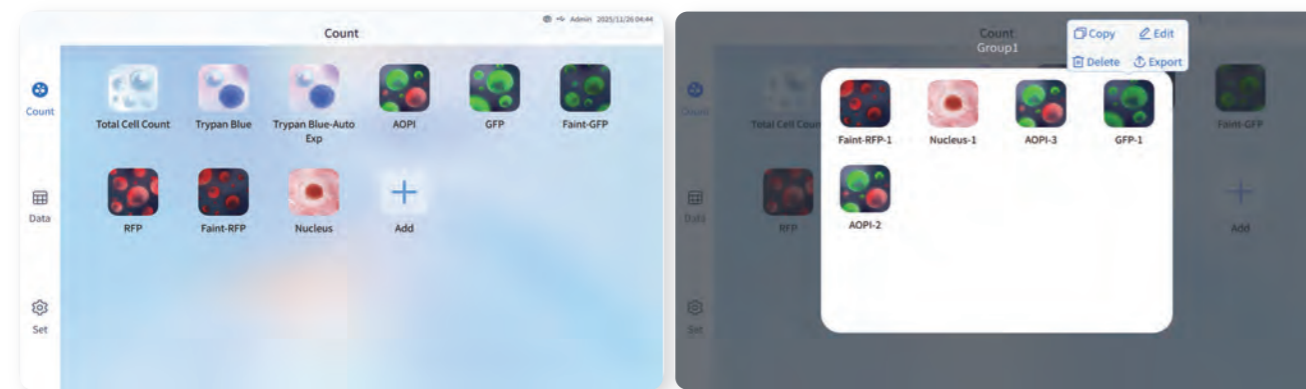 Admin 2025/11/26 04:44
Count
Count
Total Cell Count
Trypan Blue
Trypan Blue-Auto
Exp
AOPI
GFP
Faint-GFP
Data
RFP
Faint-RFP
Nucleus
Add
Set
Count
Group1
Copy
Edit
Delete
Export
Count
Total Cell Coun
Faint-RFP-1
Nucleus-1
AOPI-3
GFP-1
Faint-GFP
Data
RFP
AOPI-2
Add
Set